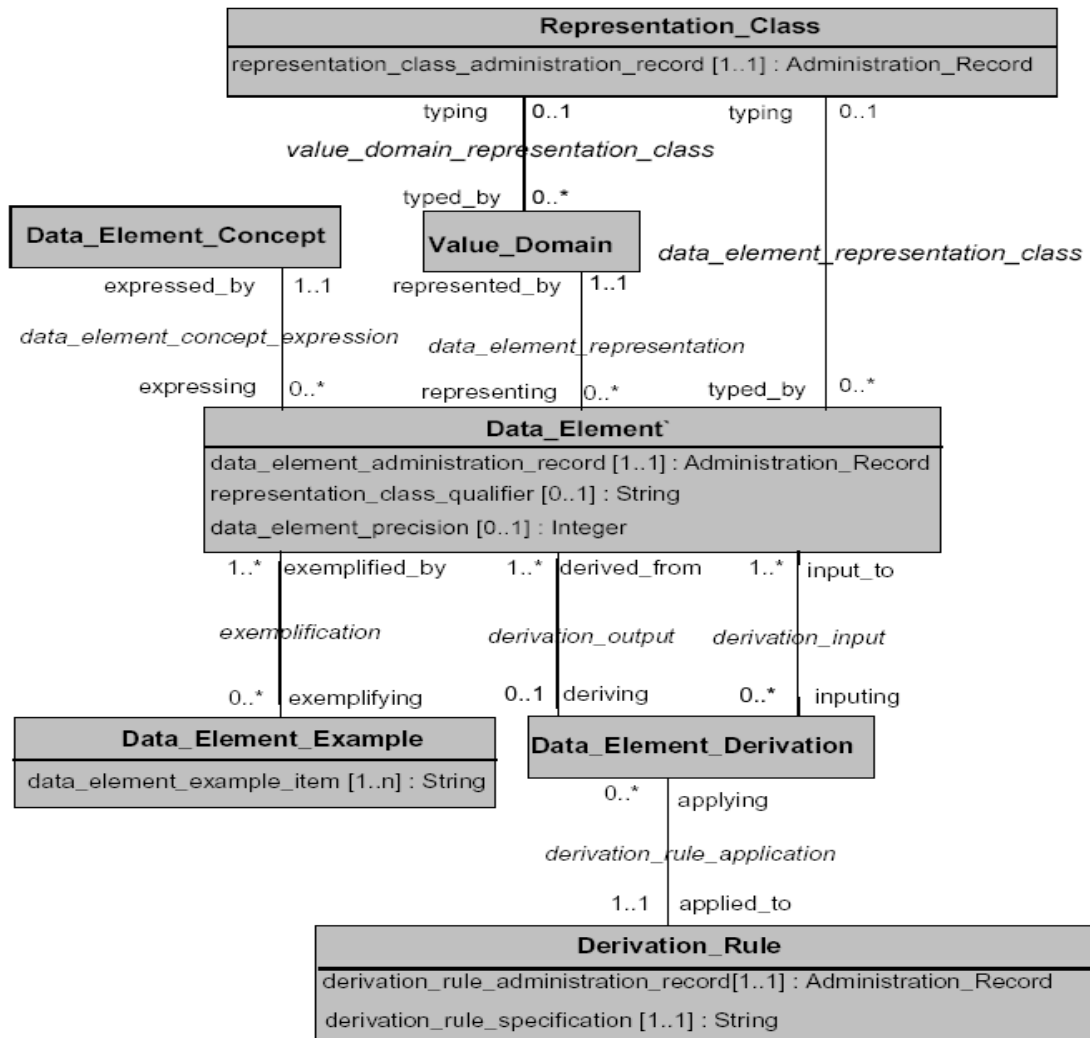 Representation_Class
representation_class_administration_record [1..1] : Administration_Record
typing 0..1 typing 0..1
value_domain_representation_class
typed_by 0..*
Data_Element_Concept Value_Domain data_element_representation_class
expressed_by 1..1 represented_by 1..1
data_element_concept_expression data_element_representation
expressing 0..* representing 0..* typed_by 0..*
Data_Element`
data_element_administration_record [1..1] : Administration_Record
representation_class_qualifier [0..1] : String
data_element_precision [0..1] : Integer
1..* exemplified_by 1..* derived_from 1..* input_to
exemplification derivation_output derivation_input
0..* exemplifying 0..1 deriving 0..* inputing
Data_Element_Example Data_Element_Derivation
data_element_example_item [1..n] : String
0..* applying
derivation_rule_application
1..1 applied_to
Derivation_Rule
derivation_rule_administration_record[1..1] : Administration_Record
derivation_rule_specification [1..1] : String